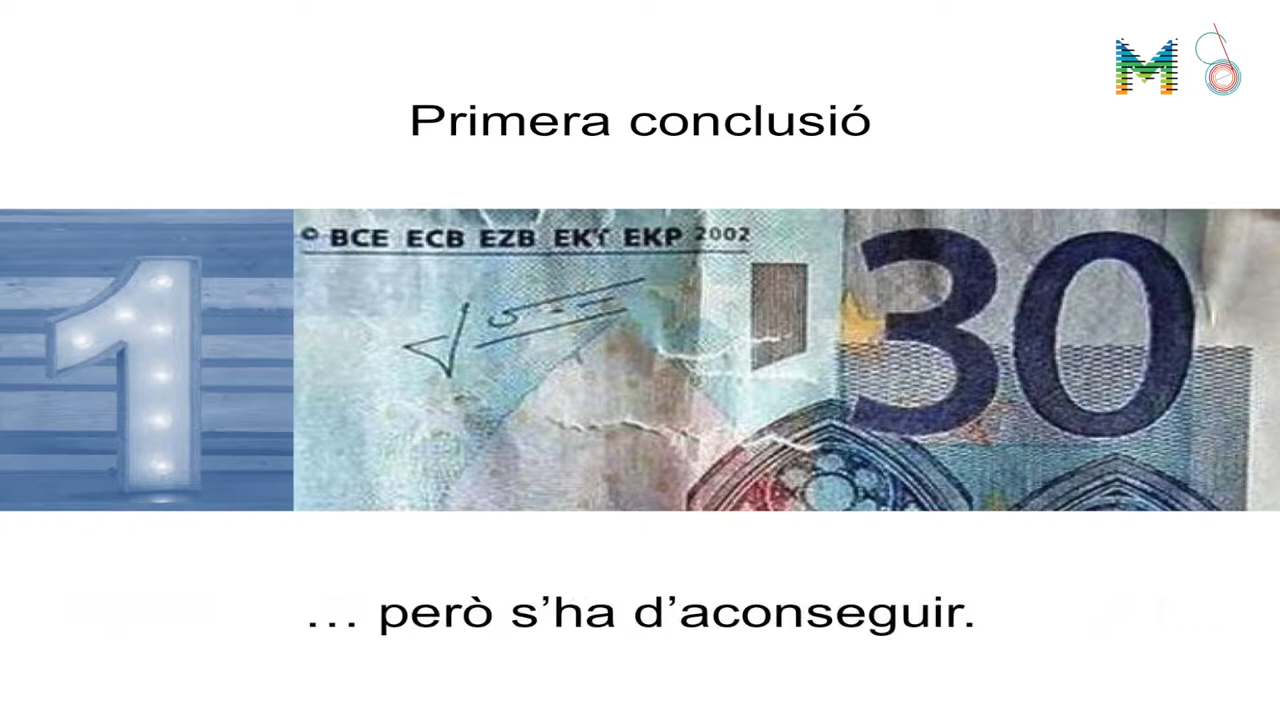 M
Primera conclusió
1
© BCE ECB EZB EKT EKP 2002
30
… però s’ha d’aconseguir.